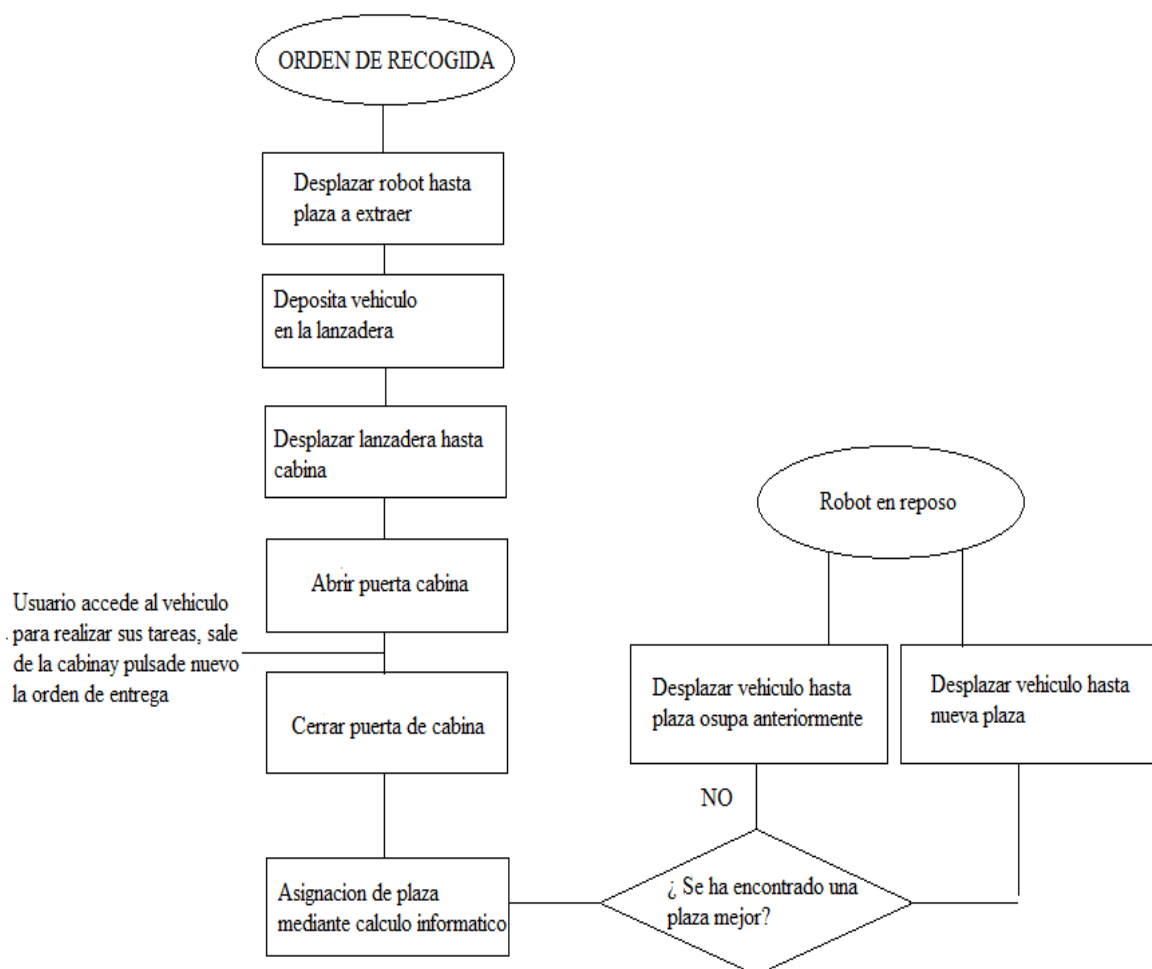 ORDEN DE RECOGIDA
Desplazar robot hasta
plaza a extraer
Deposita vehiculo
en la lanzadera
Desplazar lanzadera hasta
cabina
Abrir puerta cabina
Usuario accede al vehiculo
para realizar sus tareas, sale
de la cabinay pulsade nuevo
la orden de entrega
Cerrar puerta de cabina
Asignacion de plaza
mediante calculo informatico
¿ Se ha encontrado una
plaza mejor?
NO
Desplazar vehiculo hasta
plaza osupa anteriormente
Desplazar vehiculo hasta
nueva plaza
Robot en reposo